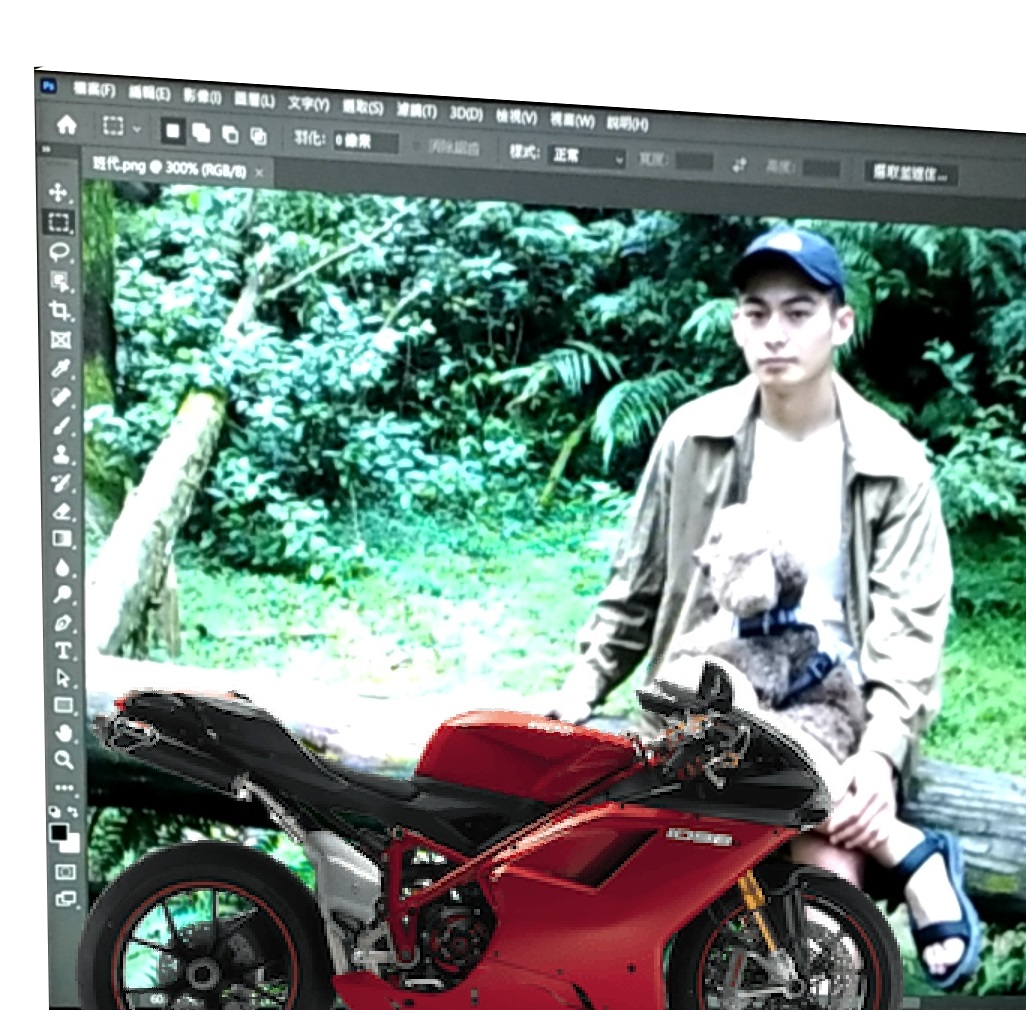 Ps 檔案(F) 編輯(E) 影像(I) 圖層(L) 文字(Y) 選取(S) 濾鏡(T) 3D(D) 檢視(V) 視窗(W) 說明(H)
羽化: 0 像素 消除鋸齒 樣式: 正常 寬度: 高度: 選取並遮住...
班代.png @ 300% (RGB/8) ×
T
1098
60